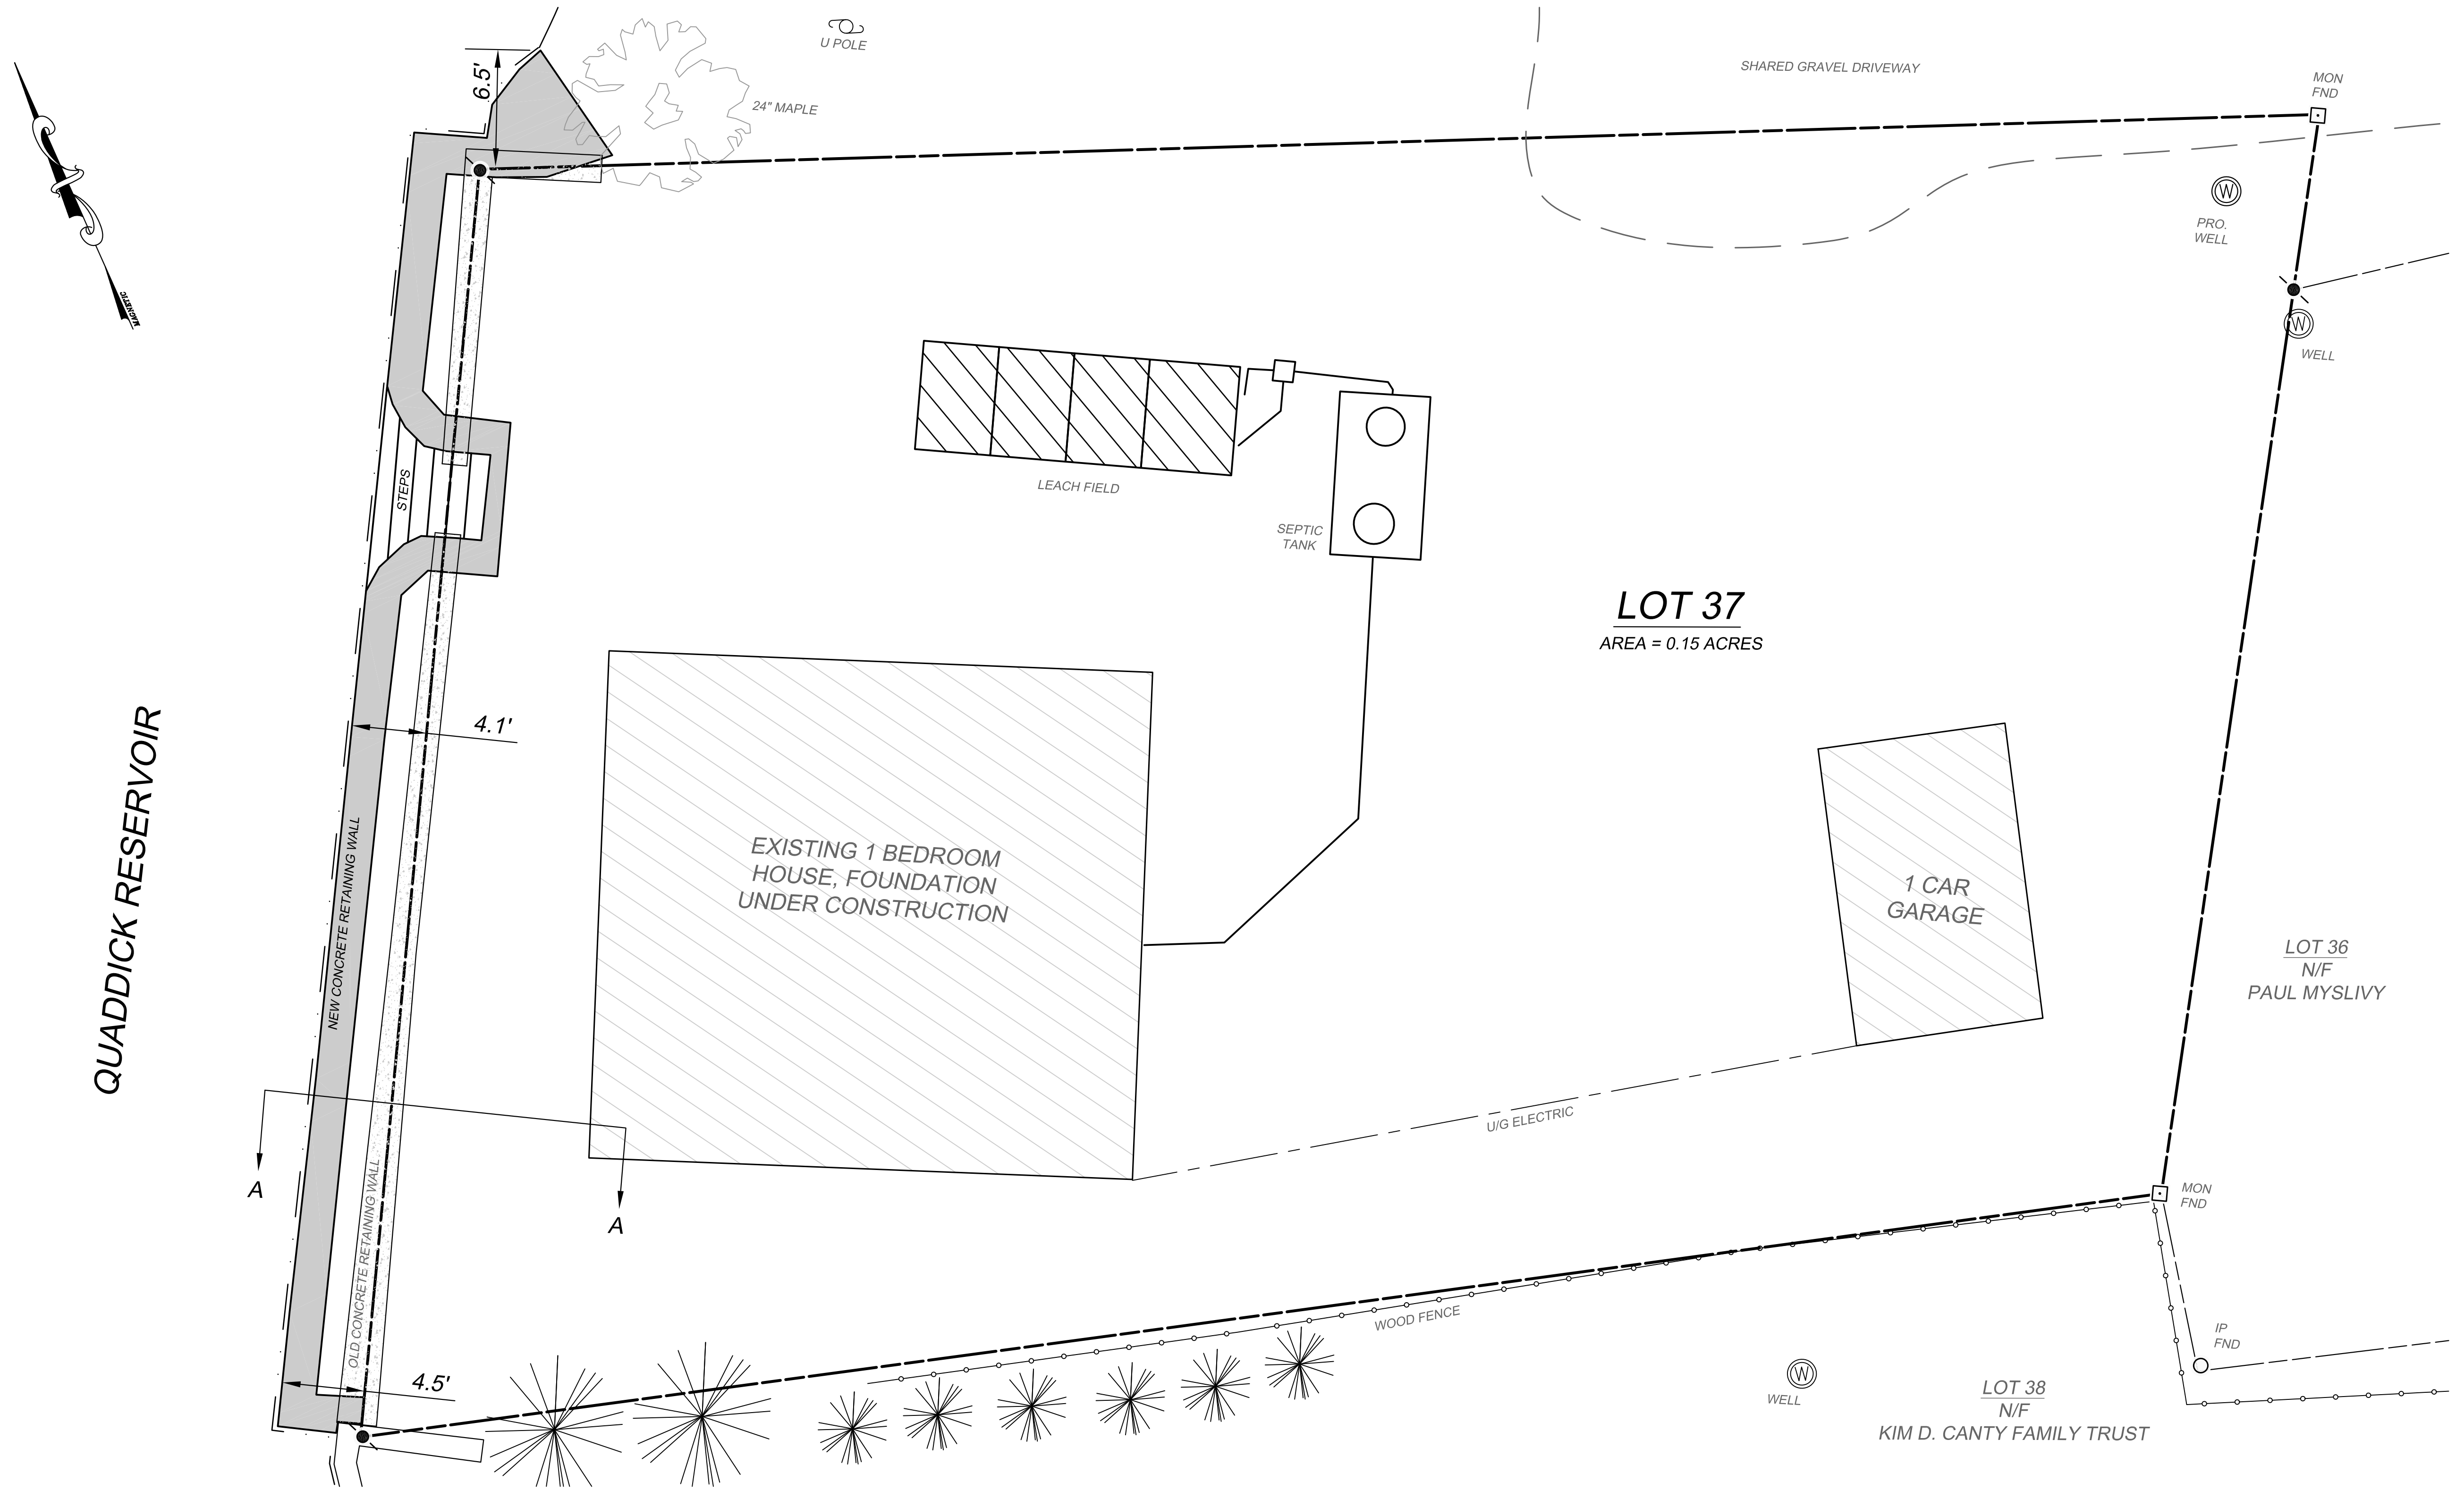 U POLE
6.5'
24" MAPLE
SHARED GRAVEL DRIVEWAY
MON
FND
MAGNETIC
W
PRO.
WELL
W
WELL
STEPS
LEACH FIELD
SEPTIC
TANK
LOT 37
AREA = 0.15 ACRES
4.1'
QUADDICK RESERVOIR
NEW CONCRETE RETAINING WALL
EXISTING 1 BEDROOM
HOUSE, FOUNDATION
UNDER CONSTRUCTION
1 CAR
GARAGE
LOT 36
N/F
PAUL MYSLIVY
U/G ELECTRIC
A
A
OLD CONCRETE RETAINING WALL
MON
FND
WOOD FENCE
IP
FND
4.5'
W
WELL
LOT 38
N/F
KIM D. CANTY FAMILY TRUST